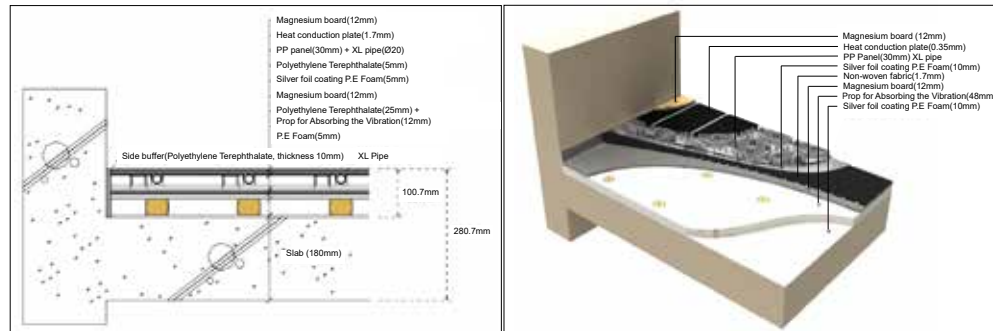 Magnesium board(12mm)
Heat conduction plate(1.7mm)
PP panel(30mm) + XL pipe(Ø20)
Polyethylene Terephthalate(5mm)
Silver foil coating P.E Foam(5mm)
Magnesium board(12mm)
Polyethylene Terephthalate(25mm) +
Prop for Absorbing the Vibration(12mm)
P.E Foam(5mm)
Side buffer(Polyethylene Terephthalate, thickness 10mm) XL Pipe
100.7mm
280.7mm
Slab (180mm)
Magnesium board (12mm)
Heat conduction plate(0.35mm)
PP Panel(30mm) XL pipe
Silver foil coating P.E Foam(10mm)
Non-woven fabric(1.7mm)
Magnesium board(12mm)
Prop for Absorbing the Vibration(48mm
Silver foil coating P.E Foam(10mm)